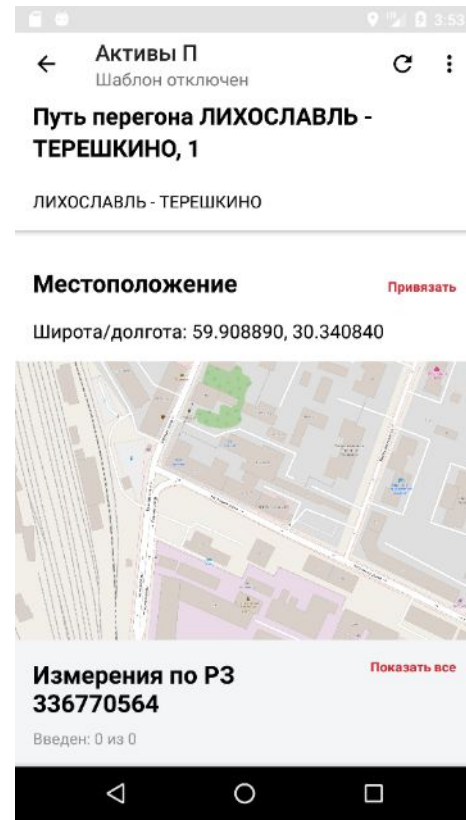 3:53
Активы П
Шаблон отключен
Путь перегона ЛИХОСЛАВЛЬ -
ТЕРЕШКИНО, 1
ЛИХОСЛАВЛЬ - ТЕРЕШКИНО
Местоположение
Привязать
Широта/долгота: 59.908890, 30.340840
Измерения по РЗ
336770564
Показать все
Введен: 0 из 0